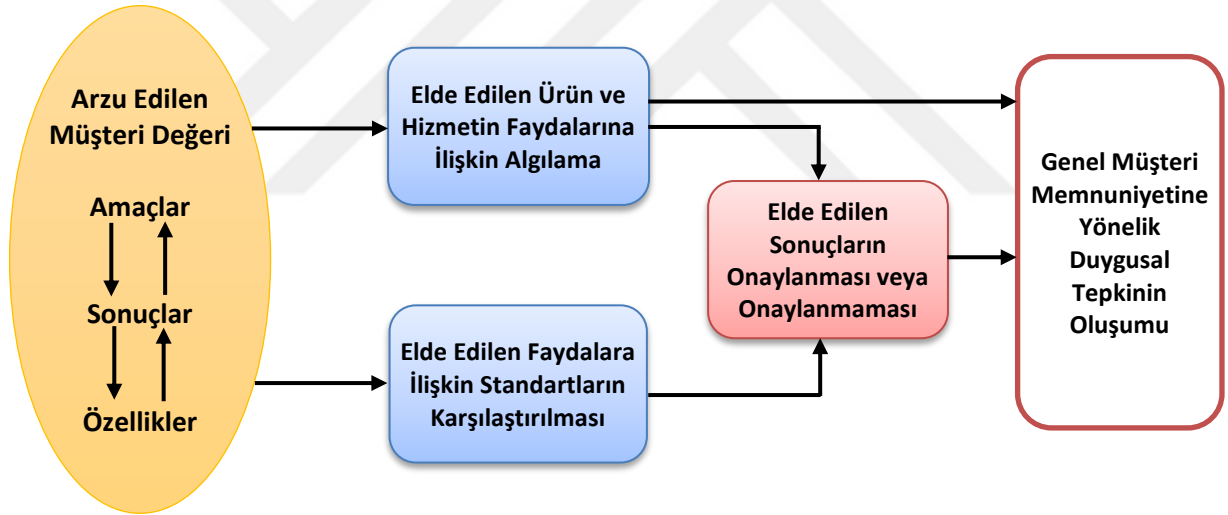 Arzu Edilen
Müşteri Değeri
Amaçlar
Sonuçlar
Özellikler
Elde Edilen Ürün ve
Hizmetin Faydalarına
İlişkin Algılama
Elde Edilen Faydalara
İlişkin Standartların
Karşılaştırılması
Elde Edilen
Sonuçların
Onaylanması veya
Onaylanmaması
Genel Müşteri
Memnuniyetine
Yönelik
Duygusal
Tepkinin
Oluşumu